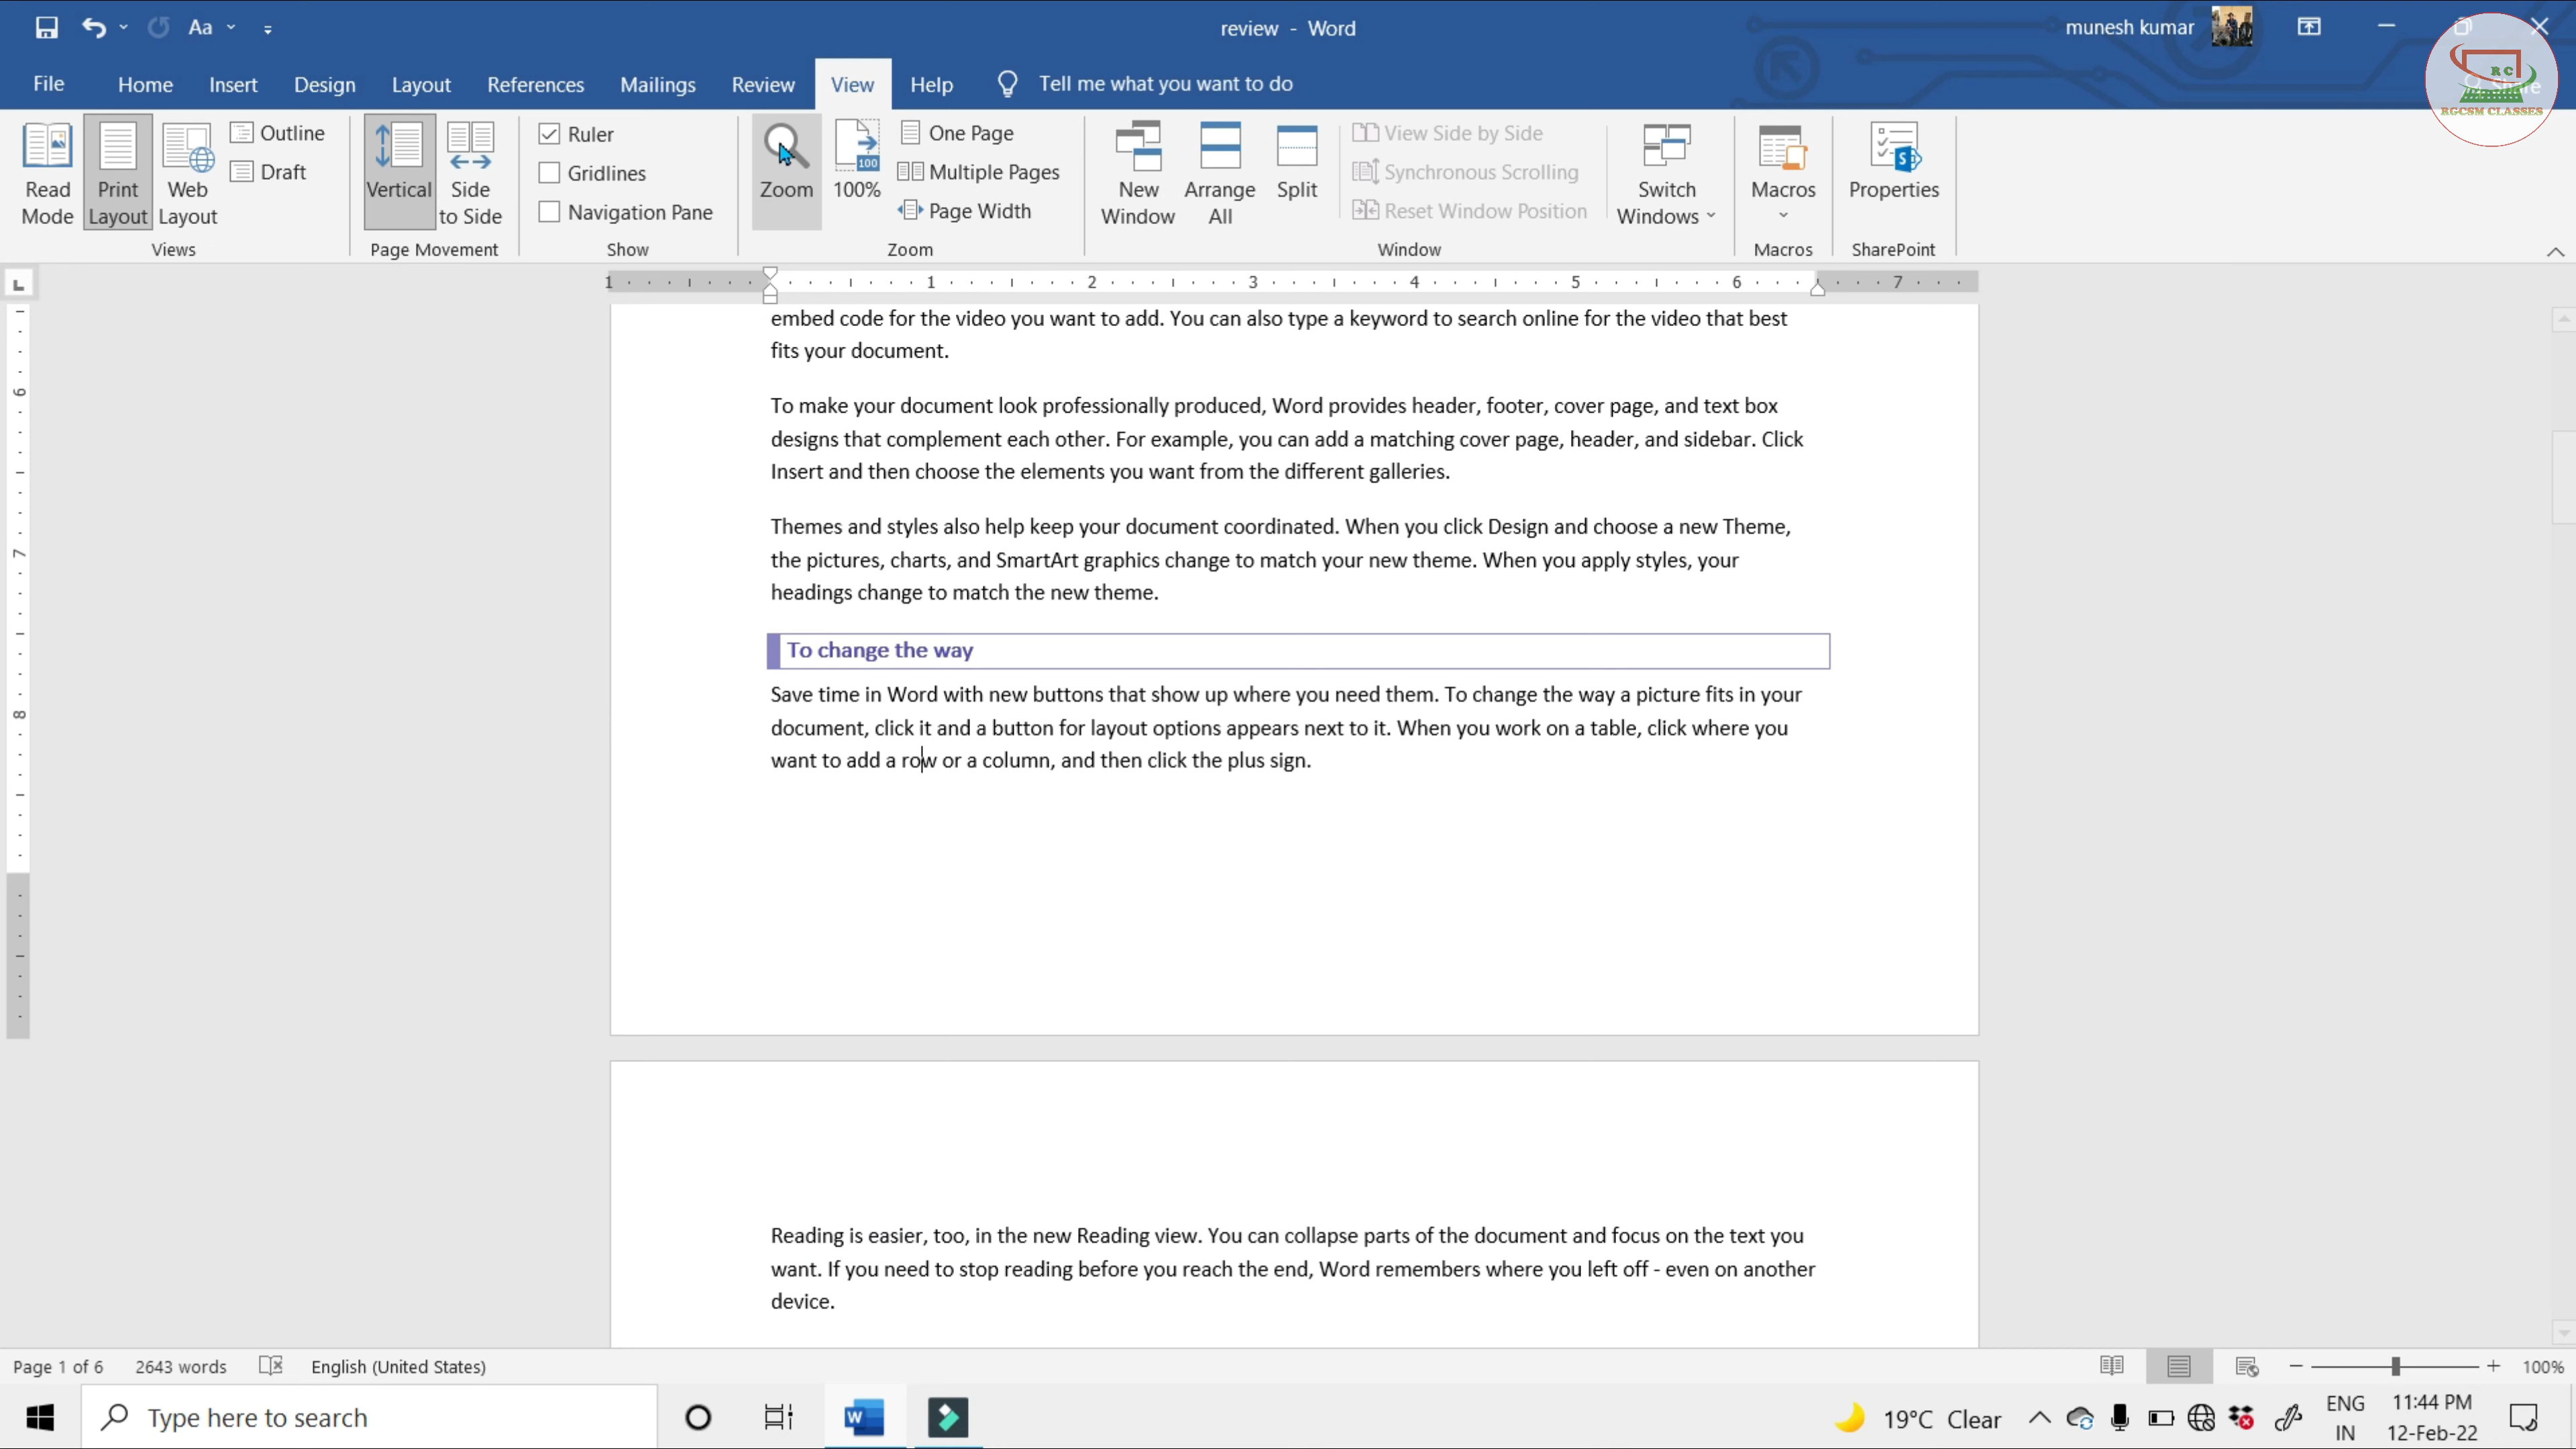 Aa
review - Word
munesh kumar
File Home Insert Design Layout References Mailings Review View Help Tell me what you want to do
RC
RGCSM CLASSES
Read Mode
Print Layout
Web Layout
Outline
Draft
Views
Vertical
Side to Side
Page Movement
Ruler
Gridlines
Navigation Pane
Show
Zoom
100
100%
One Page
Multiple Pages
Page Width
Zoom
New Window
Arrange All
Split
View Side by Side
Synchronous Scrolling
Reset Window Position
Window
Switch Windows
Macros
Macros
Properties
SharePoint
1 1 2 3 4 5 6 7
embed code for the video you want to add. You can also type a keyword to search online for the video that best
fits your document.
To make your document look professionally produced, Word provides header, footer, cover page, and text box
designs that complement each other. For example, you can add a matching cover page, header, and sidebar. Click
Insert and then choose the elements you want from the different galleries.
Themes and styles also help keep your document coordinated. When you click Design and choose a new Theme,
the pictures, charts, and SmartArt graphics change to match your new theme. When you apply styles, your
headings change to match the new theme.
To change the way
Save time in Word with new buttons that show up where you need them. To change the way a picture fits in your
document, click it and a button for layout options appears next to it. When you work on a table, click where you
want to add a row or a column, and then click the plus sign.
6
7
8
Reading is easier, too, in the new Reading view. You can collapse parts of the document and focus on the text you
want. If you need to stop reading before you reach the end, Word remembers where you left off - even on another
device.
Page 1 of 6 2643 words English (United States) 100%
Type here to search
19°C Clear
ENG
IN
11:44 PM
12-Feb-22